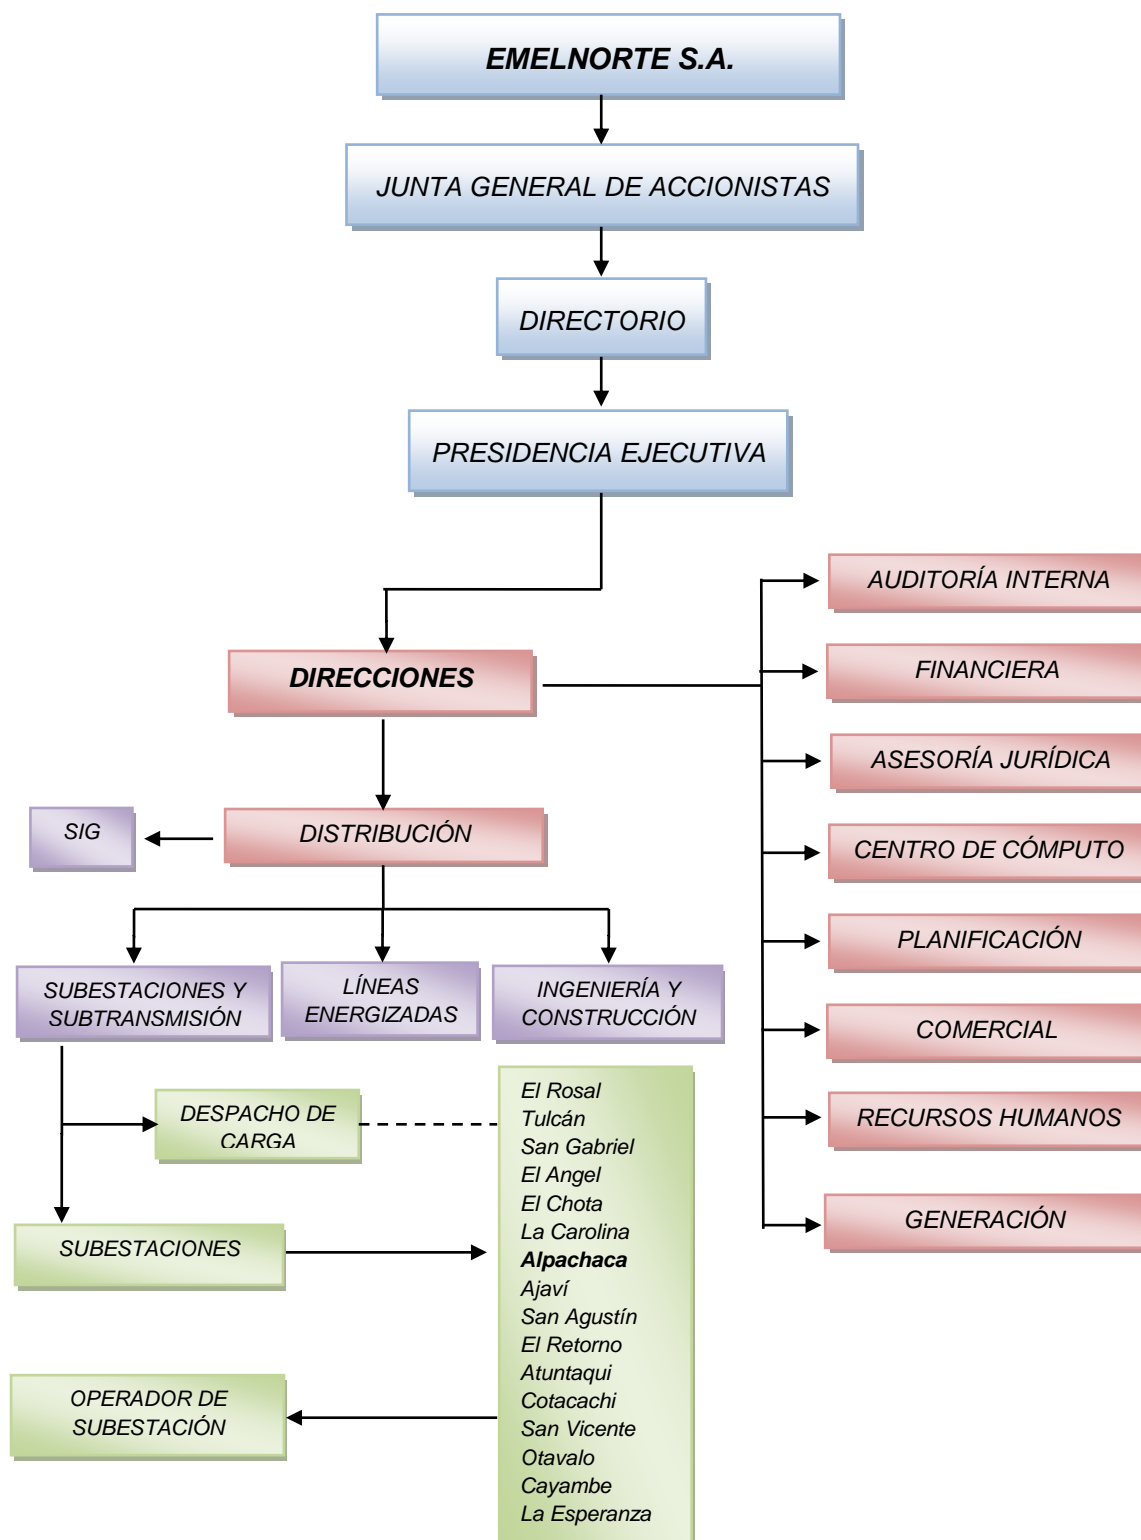 EMELNORTE S.A.
JUNTA GENERAL DE ACCIONISTAS
DIRECTORIO
PRESIDENCIA EJECUTIVA
AUDITORÍA INTERNA
DIRECCIONES
FINANCIERA
ASESORÍA JURÍDICA
SIG
DISTRIBUCIÓN
CENTRO DE CÓMPUTO
PLANIFICACIÓN
SUBESTACIONES Y
SUBTRANSMISIÓN
LÍNEAS
ENERGIZADAS
INGENIERÍA Y
CONSTRUCCIÓN
COMERCIAL
DESPACHO DE
CARGA
RECURSOS HUMANOS
GENERACIÓN
SUBESTACIONES
El Rosal
Tulcán
San Gabriel
El Angel
El Chota
La Carolina
Alpachaca
Ajaví
San Agustín
El Retorno
Atuntaqui
Cotacachi
San Vicente
Otavalo
Cayambe
La Esperanza
OPERADOR DE
SUBESTACIÓN